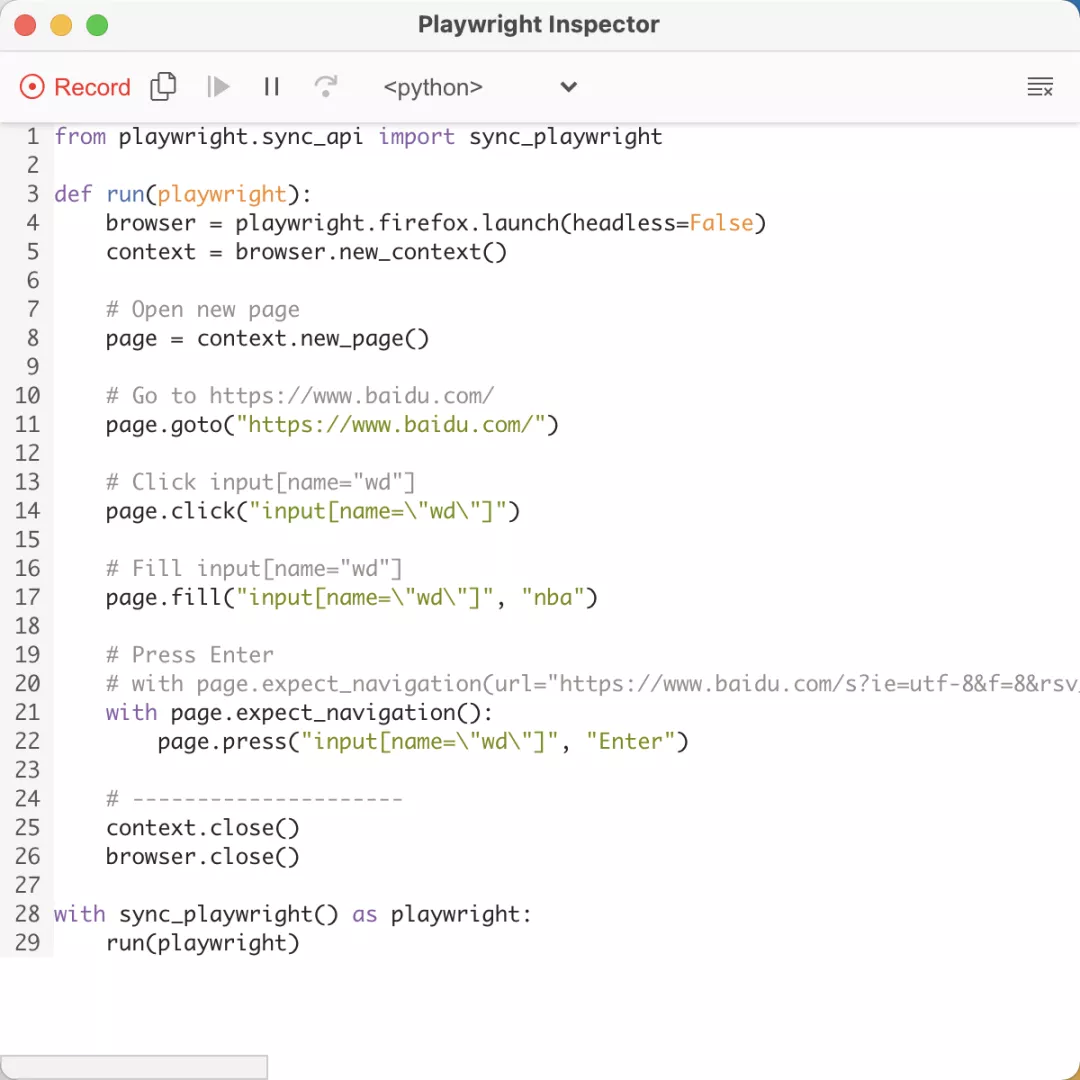 Playwright Inspector
Record <python>
1 from playwright.sync_api import sync_playwright
2
3 def run(playwright):
4     browser = playwright.firefox.launch(headless=False)
5     context = browser.new_context()
6
7     # Open new page
8     page = context.new_page()
9
10     # Go to https://www.baidu.com/
11     page.goto("https://www.baidu.com/")
12
13     # Click input[name="wd"]
14     page.click("input[name=\"wd\"]")
15
16     # Fill input[name="wd"]
17     page.fill("input[name=\"wd\"]", "nba")
18
19     # Press Enter
20     # with page.expect_navigation(url="https://www.baidu.com/s?ie=utf-8&f=8&rsv_
21     with page.expect_navigation():
22         page.press("input[name=\"wd\"]", "Enter")
23
24     # ---------------------
25     context.close()
26     browser.close()
27
28 with sync_playwright() as playwright:
29     run(playwright)